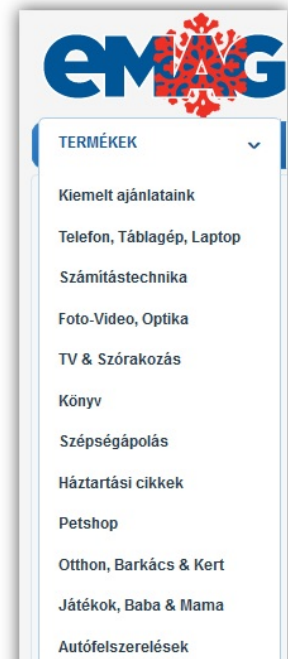 eMAG
TERMÉKEK
Kiemelt ajánlataink
Telefon, Táblagép, Laptop
Számítástechnika
Foto-Video, Optika
TV & Szórakozás
Könyv
Szépségápolás
Háztartási cikkek
Petshop
Otthon, Barkács & Kert
Játékok, Baba & Mama
Autófelszerelések